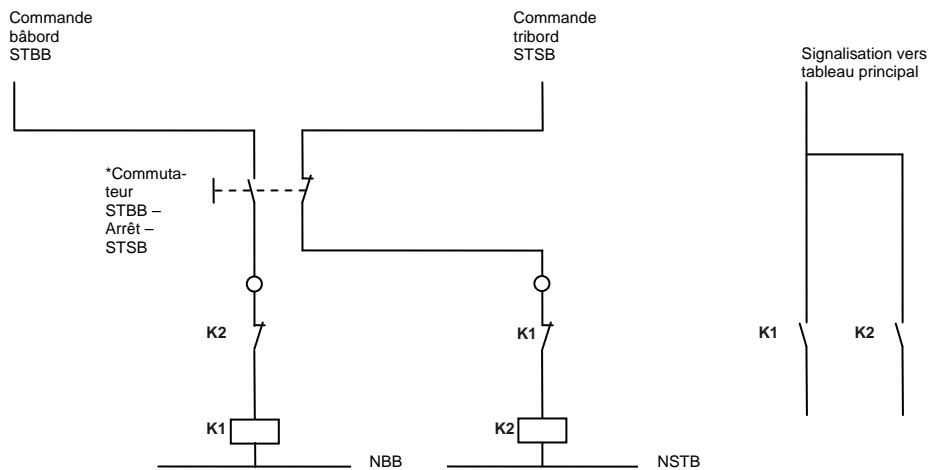 Commande
bâbord
STBB
Commande
tribord
STSB
Signalisation vers
tableau principal
*Commuta-
teur
STBB –
Arrêt –
STSB
K2
K1
K1
K2
K1
K2
NBB
NSTB